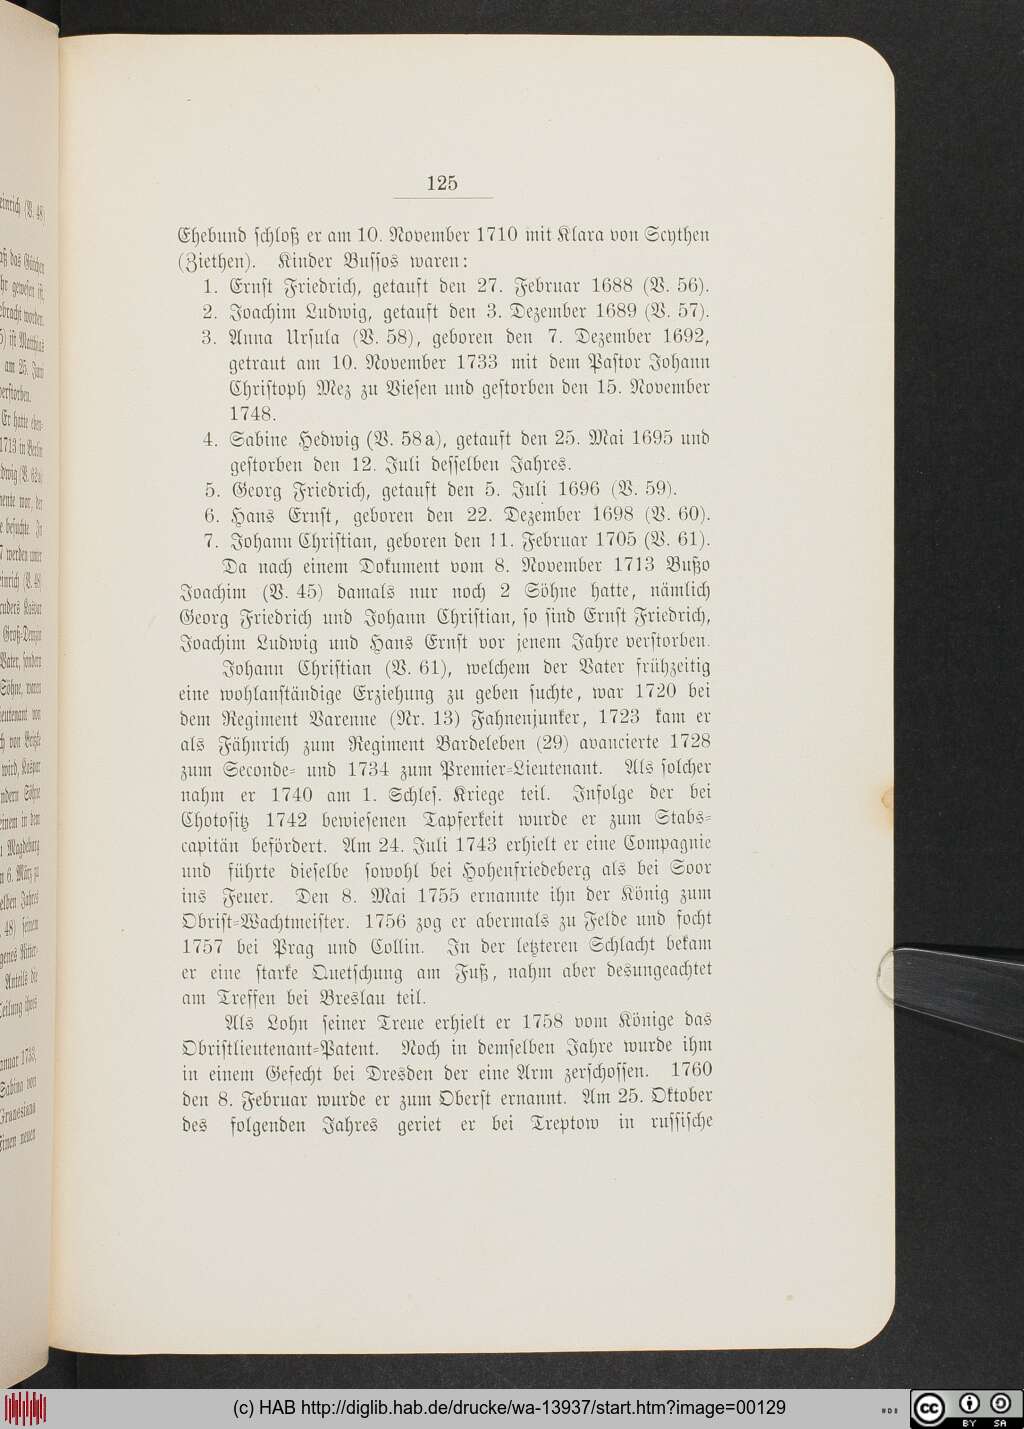 125
Ehebund schloß er am 10. November 1710 mit Klara von Scythen
(Ziethen). Kinder Bussos waren:
1. Ernst Friedrich, getauft den 27. Februar 1688 (V. 56).
2. Joachim Ludwig, getauft den 3. Dezember 1689 (V. 57).
3. Anna Ursula (V. 58), geboren den 7. Dezember 1692,
getraut am 10. November 1733 mit dem Pastor Johann
Christoph Mez zu Viesen und gestorben den 15. November
1748.
4. Sabine Hedwig (V. 58a), getauft den 25. Mai 1695 und
gestorben den 12. Juli desselben Jahres.
5. Georg Friedrich, getauft den 5. Juli 1696 (V. 59).
6. Hans Ernst, geboren den 22. Dezember 1698 (V. 60).
7. Johann Christian, geboren den 11. Februar 1705 (V. 61).
Da nach einem Dokument vom 8. November 1713 Bußo
Joachim (V. 45) damals nur noch 2 Söhne hatte, nämlich
Georg Friedrich und Johann Christian, so sind Ernst Friedrich,
Joachim Ludwig und Hans Ernst vor jenem Jahre verstorben.
Johann Christian (V. 61), welchem der Vater frühzeitig
eine wohlanständige Erziehung zu geben suchte, war 1720 bei
dem Regiment Varenne (Nr. 13) Fahnenjunker, 1723 kam er
als Fähnrich zum Regiment Bardeleben (29) avancierte 1728
zum Seconde- und 1734 zum Premier-Lieutenant. Als solcher
nahm er 1740 am 1. Schles. Kriege teil. Infolge der bei
Chotositz 1742 bewiesenen Tapferkeit wurde er zum Stabs-
capitän befördert. Am 24. Juli 1743 erhielt er eine Compagnie
und führte dieselbe sowohl bei Hohenfriedeberg als bei Soor
ins Feuer. Den 8. Mai 1755 ernannte ihn der König zum
Obrist-Wachtmeister. 1756 zog er abermals zu Felde und focht
1757 bei Prag und Collin. In der letzteren Schlacht bekam
er eine starke Quetschung am Fuß, nahm aber desungeachtet
am Treffen bei Breslau teil.
Als Lohn seiner Treue erhielt er 1758 vom Könige das
Obristlieutenant-Patent. Noch in demselben Jahre wurde ihm
in einem Gefecht bei Dresden der eine Arm zerschossen. 1760
den 8. Februar wurde er zum Oberst ernannt. Am 25. Oktober
des folgenden Jahres geriet er bei Treptow in russische
(c) HAB http://diglib.hab.de/drucke/wa-13937/start.htm?image=00129
cc BY SA